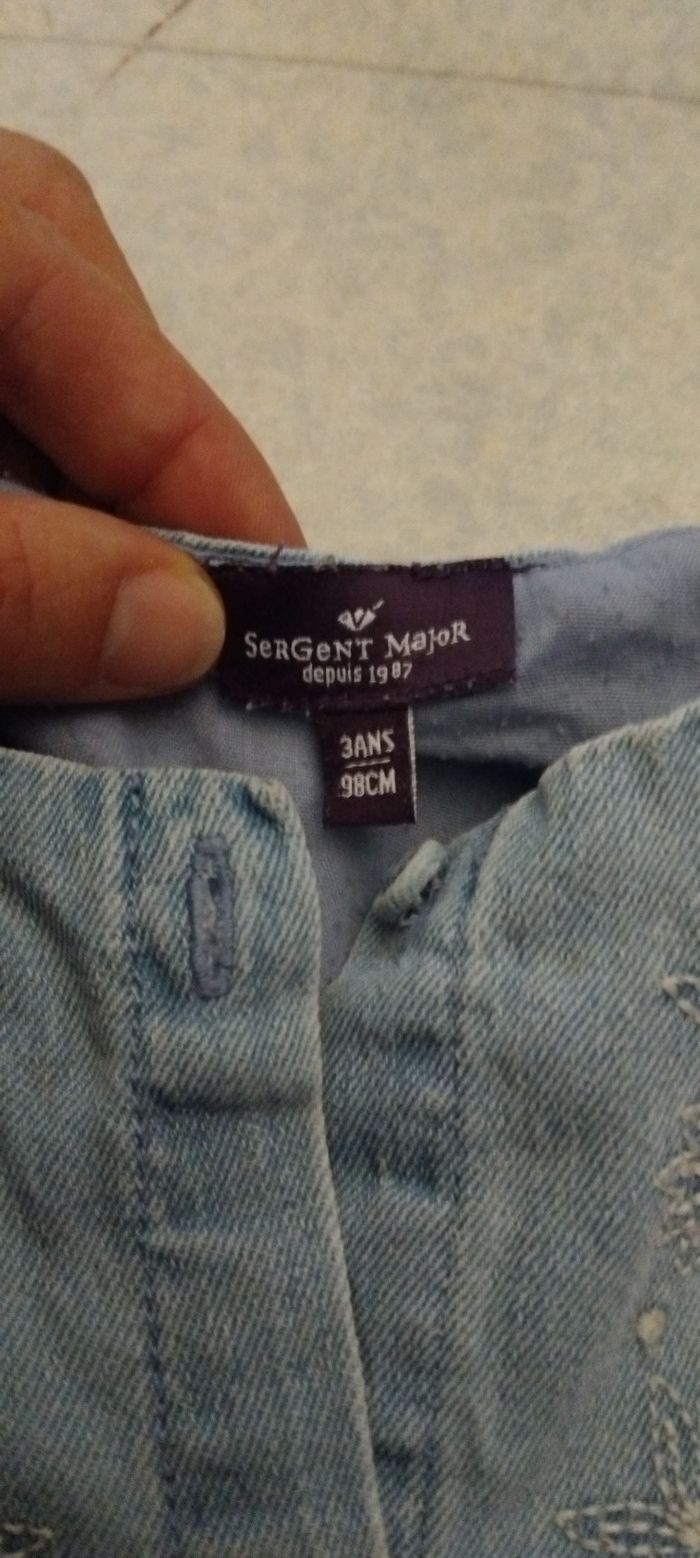 SeRGeNT MajoR
depuis 1987
3ANS
98CM